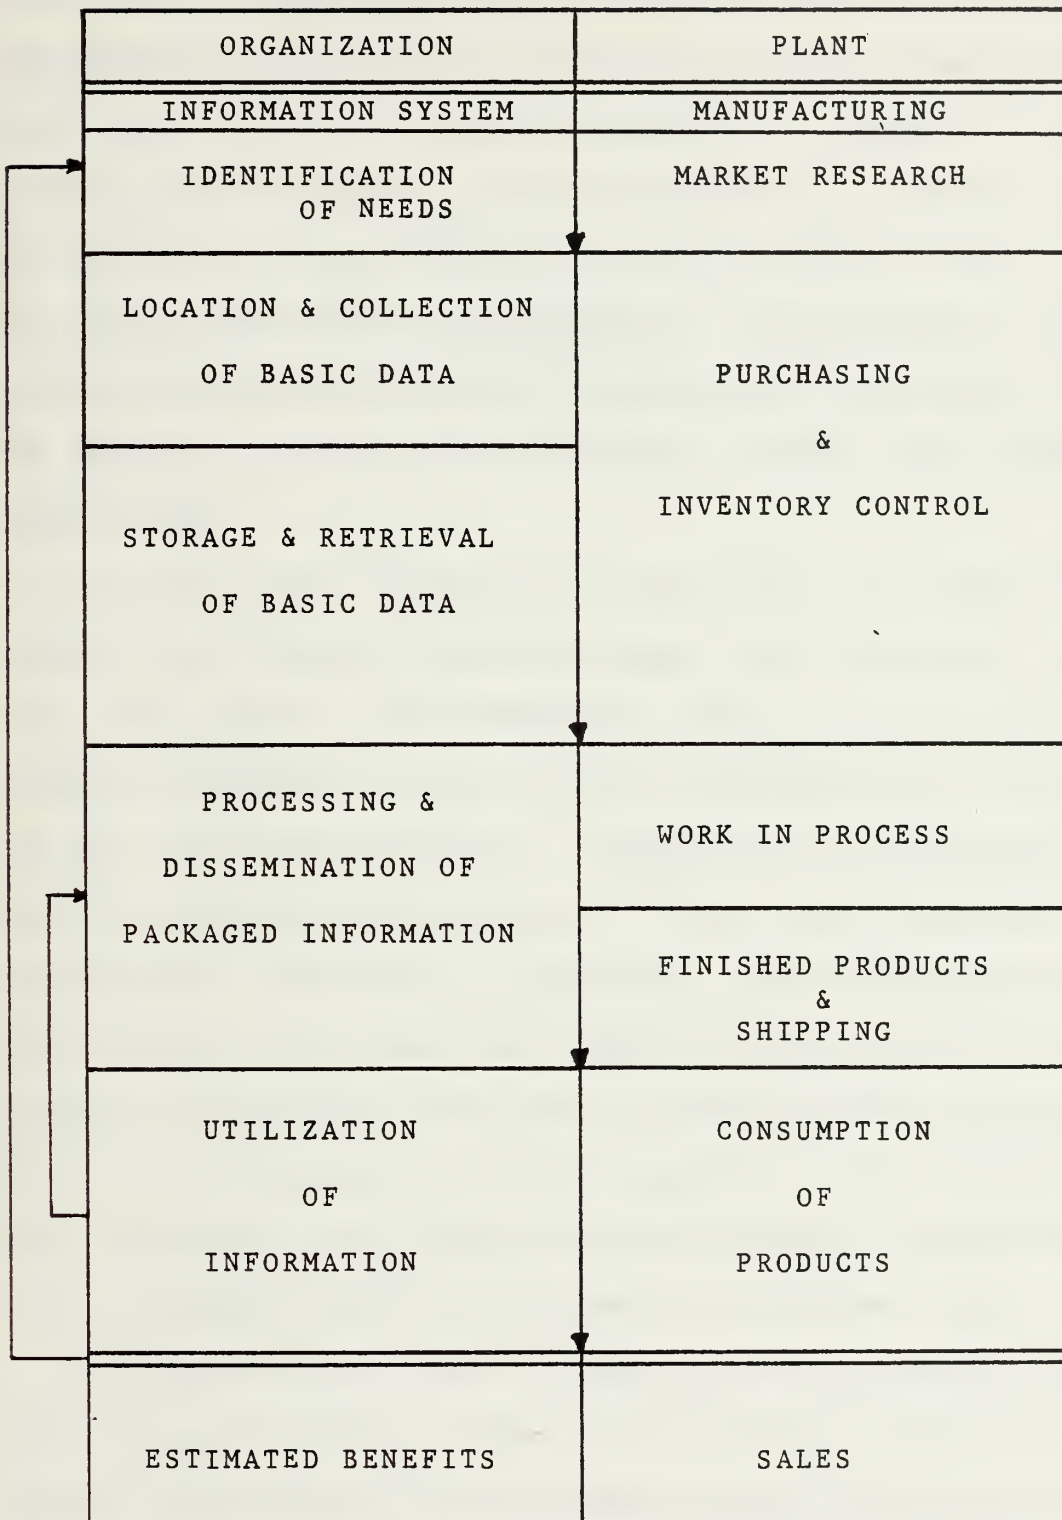 ORGANIZATION
PLANT
INFORMATION SYSTEM
MANUFACTURING
IDENTIFICATION
OF NEEDS
MARKET RESEARCH
LOCATION & COLLECTION
OF BASIC DATA
PURCHASING
&
INVENTORY CONTROL
STORAGE & RETRIEVAL
OF BASIC DATA
PROCESSING &
DISSEMINATION OF
PACKAGED INFORMATION
WORK IN PROCESS
FINISHED PRODUCTS
&
SHIPPING
UTILIZATION
OF
INFORMATION
CONSUMPTION
OF
PRODUCTS
ESTIMATED BENEFITS
SALES